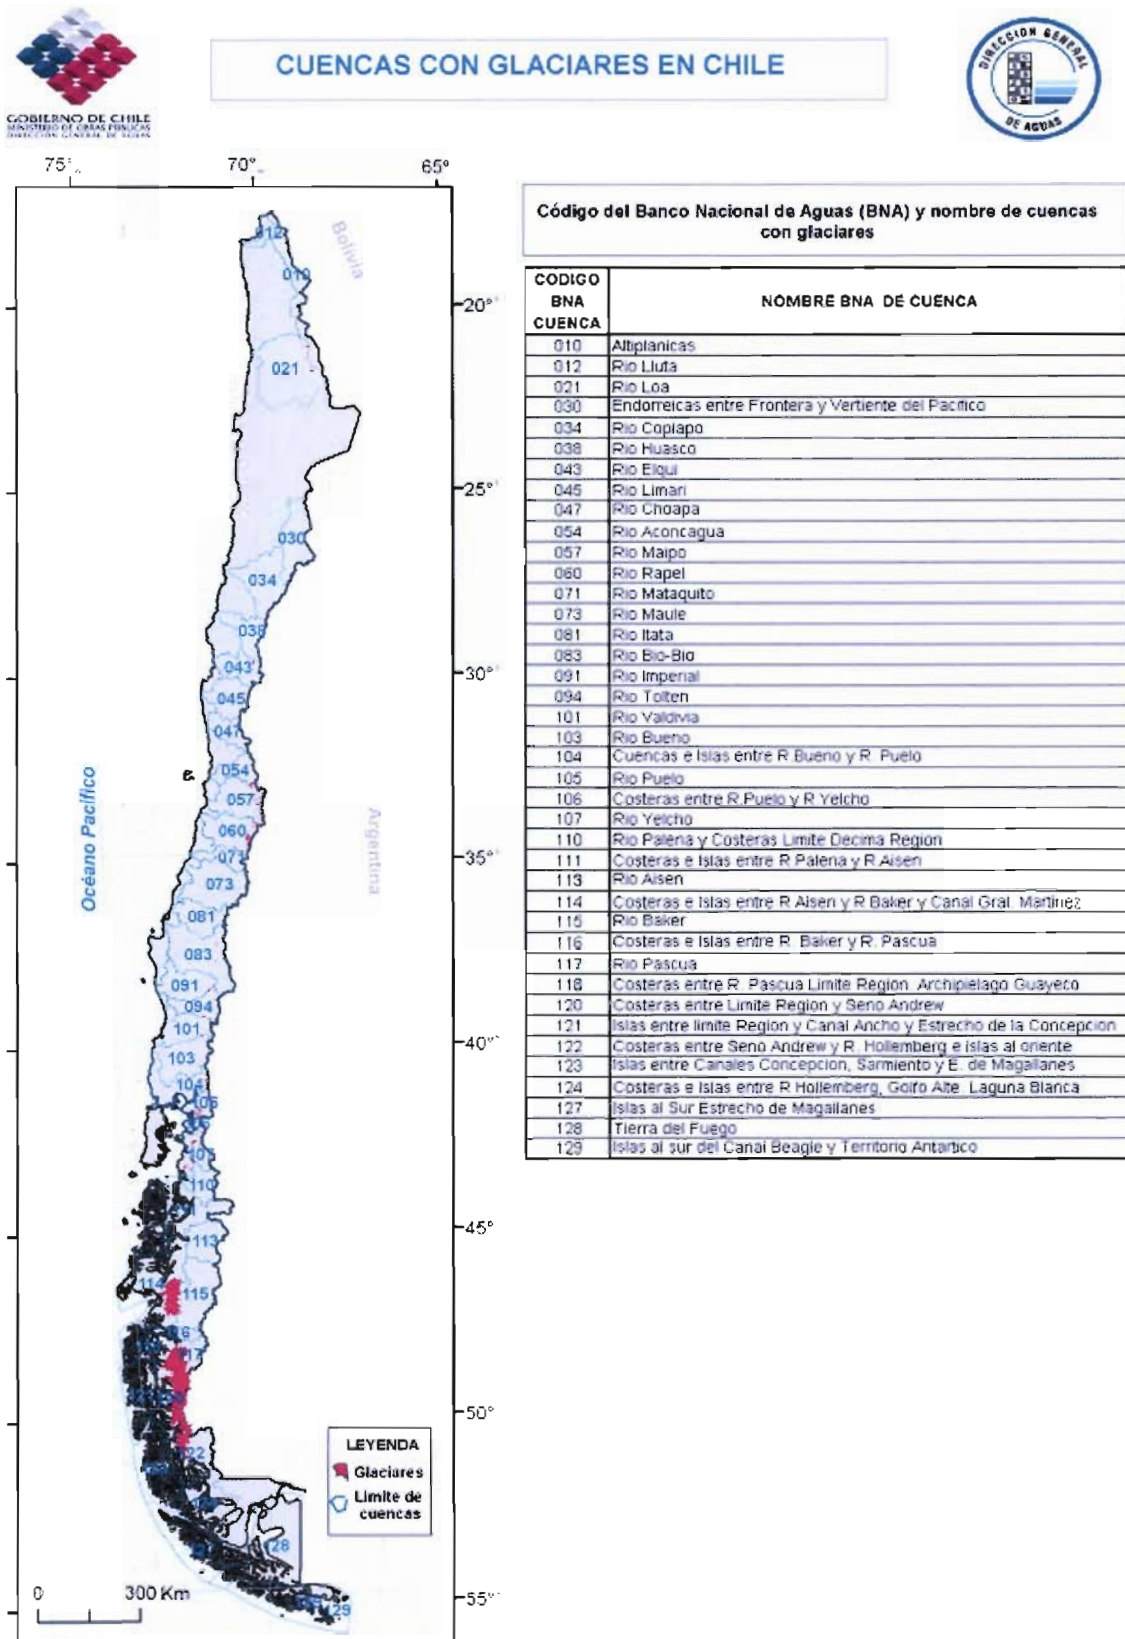 GOBIERNO DE CHILE
MINISTERIO DE OBRAS PUBLICAS
DIRECCION GENERAL DE AGUAS
CUENCAS CON GLACIARES EN CHILE
DIRECCION GENERAL
DE AGUAS
75°
70°
65°
Bolivia
Argentina
Océano Pacífico
20°
25°
30°
35°
40°
45°
50°
55°
012
010
021
030
034
038
043
045
047
054
057
060
071
073
081
083
091
094
101
103
104
110
113
114
115
128
129
LEYENDA
Glaciares
Limite de
cuencas
0 300 Km
Código del Banco Nacional de Aguas (BNA) y nombre de cuencas
con glaciares
CODIGO
BNA
CUENCA
NOMBRE BNA DE CUENCA
010 Altiplanicas
012 Rio Lluta
021 Rio Loa
030 Endorreicas entre Frontera y Vertiente del Pacifico
034 Rio Copiapo
038 Rio Huasco
043 Rio Elqui
045 Rio Limari
047 Rio Choapa
054 Rio Aconcagua
057 Rio Maipo
060 Rio Rapel
071 Rio Mataquito
073 Rio Maule
081 Rio Itata
083 Rio Bio-Bio
091 Rio Imperial
094 Rio Tolten
101 Rio Valdivia
103 Rio Bueno
104 Cuencas e Islas entre R.Bueno y R. Puelo
105 Rio Puelo
106 Costeras entre R.Puelo y R.Yelcho
107 Rio Yelcho
110 Rio Palena y Costeras Limite Decima Region
111 Costeras e Islas entre R.Palena y R.Aisen
113 Rio Aisen
114 Costeras e Islas entre R.Aisen y R.Baker y Canal Gral. Martinez
115 Rio Baker
116 Costeras e Islas entre R. Baker y R. Pascua
117 Rio Pascua
118 Costeras entre R. Pascua Limite Region. Archipielago Guayeco
120 Costeras entre Limite Region y Seno Andrew
121 Islas entre limite Region y Canal Ancho y Estrecho de la Concepcion
122 Costeras entre Seno Andrew y R. Hollemberg e islas al oriente
123 Islas entre Canales Concepcion, Sarmiento y E. de Magallanes
124 Costeras e Islas entre R.Hollemberg, Golfo Alte. Laguna Blanca
127 Islas al Sur Estrecho de Magallanes
128 Tierra del Fuego
129 Islas al sur del Canal Beagle y Territorio Antartico